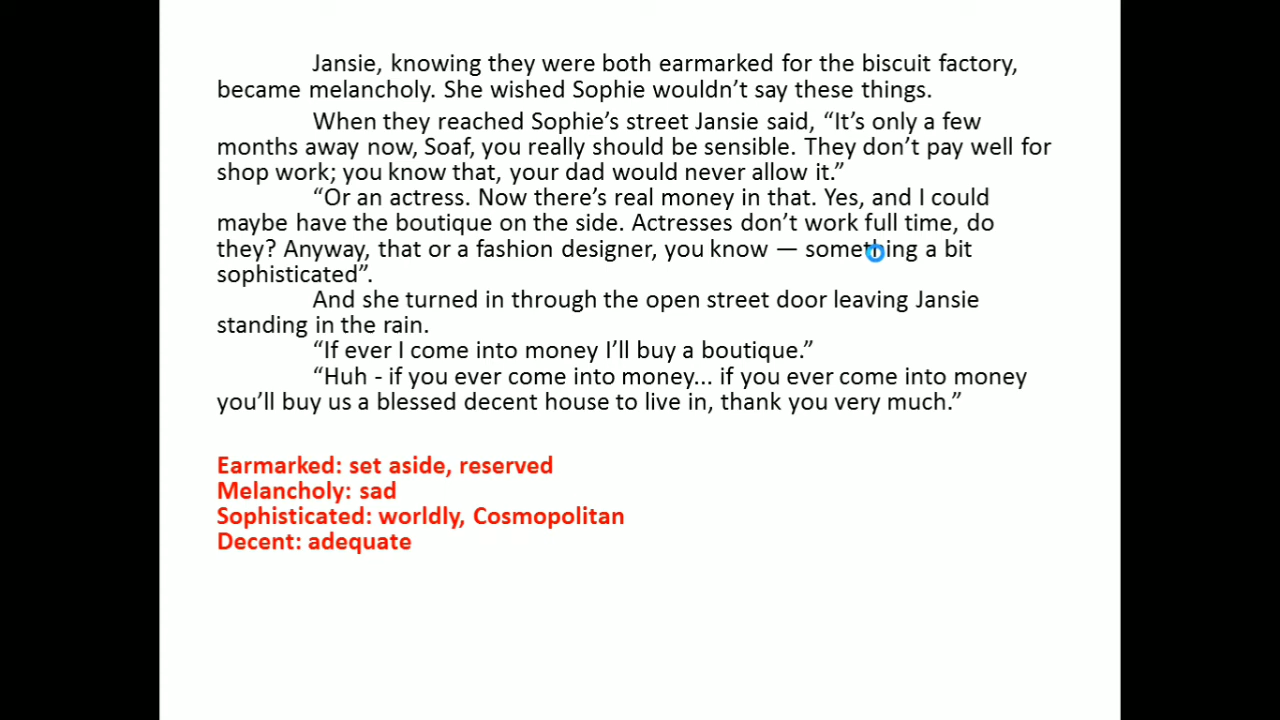 Jansie, knowing they were both earmarked for the biscuit factory,
became melancholy. She wished Sophie wouldn’t say these things.
When they reached Sophie’s street Jansie said, “It’s only a few
months away now, Soaf, you really should be sensible. They don’t pay well for
shop work; you know that, your dad would never allow it.”
“Or an actress. Now there’s real money in that. Yes, and I could
maybe have the boutique on the side. Actresses don’t work full time, do
they? Anyway, that or a fashion designer, you know — something a bit
sophisticated”.
And she turned in through the open street door leaving Jansie
standing in the rain.
“If ever I come into money I’ll buy a boutique.”
“Huh - if you ever come into money... if you ever come into money
you’ll buy us a blessed decent house to live in, thank you very much.”
Earmarked: set aside, reserved
Melancholy: sad
Sophisticated: worldly, Cosmopolitan
Decent: adequate